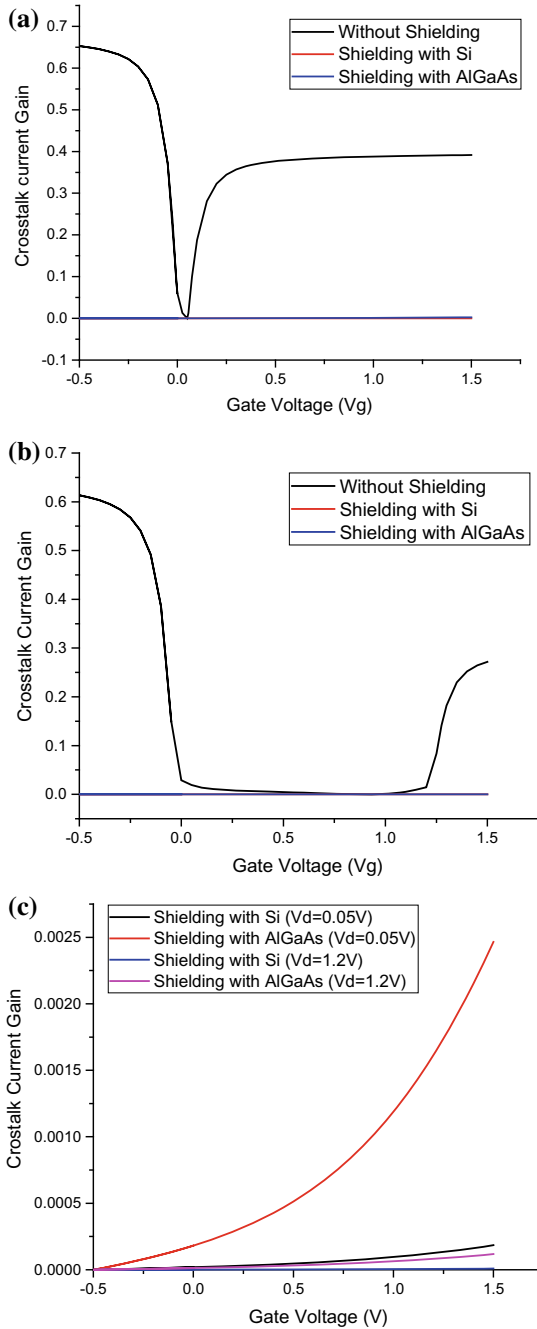 (a)
0.7
0.6
0.5
0.4
0.3
0.2
0.1
0.0
-0.1
Crosstalk current Gain
Without Shielding
Shielding with Si
Shielding with AlGaAs
-0.5
0.0
0.5
1.0
1.5
Gate Voltage (Vg)
(b)
0.7
0.6
0.5
0.4
0.3
0.2
0.1
0.0
Crosstalk Current Gain
Without Shielding
Shielding with Si
Shielding with AlGaAs
-0.5
0.0
0.5
1.0
1.5
Gate Voltage (Vg)
(c)
0.0025
0.0020
0.0015
0.0010
0.0005
0.0000
Crostalk Current Gain
Shielding with Si (Vd=0.05V)
Shielding with AlGaAs (Vd=0.05V)
Shielding with Si (Vd=1.2V)
Shielding with AlGaAs (Vd=1.2V)
-0.5
0.0
0.5
1.0
1.5
Gate Voltage (V)